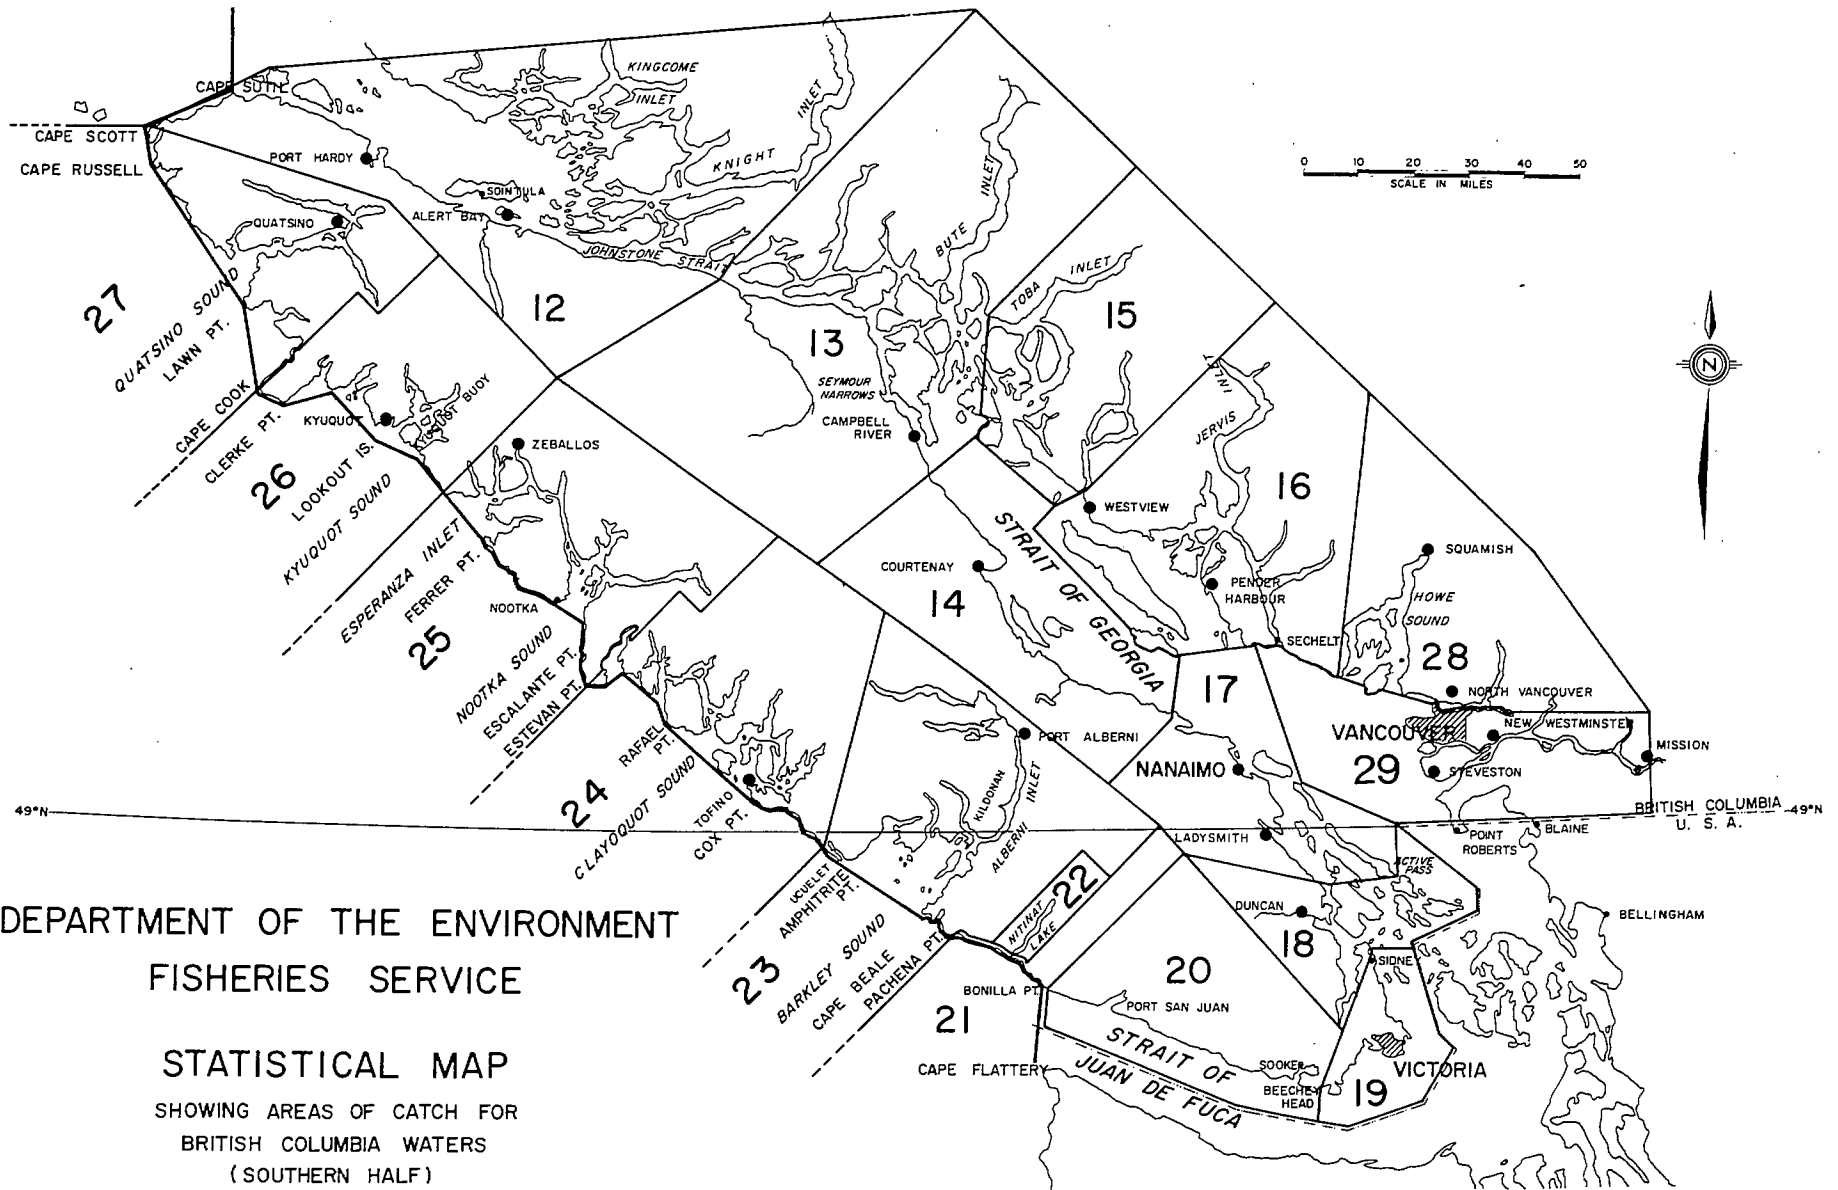 KINGCOME
INLET
INLET
KNIGHT
CAPE SUTIL
CAPE SCOTT
CAPE RUSSELL
PORT HARDY
SOINTULA
ALERT BAY
QUATSINO
JOHNSTONE STRAIT
BUTE
INLET
TOBA INLET
0 10 20 30 40 50
SCALE IN MILES
N
27
QUATSINO SOUND
LAWN PT.
12
13
15
SEYMOUR
NARROWS
CAMPBELL
RIVER
JERVIS
INLET
16
CAPE COOK
CLERKE PT.
26
KYUQUOT
KYUQUOT BUOY
LOOKOUT IS.
KYUQUOT SOUND
ZEBALLOS
WESTVIEW
STRAIT OF GEORGIA
SQUAMISH
ESPERANZA INLET
FERRER PT.
25
NOOTKA
NOOTKA SOUND
ESCALANTE PT.
ESTEVAN PT.
COURTENAY
14
PENDER
HARBOUR
SECHELT
HOWE
SOUND
28
17
NORTH VANCOUVER
VANCOUVER
NEW WESTMINSTER
MISSION
29
STEVESTON
RAFAEL
PT.
24
CLAYOQUOT SOUND
TOFINO
COX PT.
PORT ALBERNI
NANAIMO
KILDONAN
ALBERNI
INLET
49°N
BRITISH COLUMBIA
U. S. A.
49°N
LADYSMITH
POINT
ROBERTS
BLAINE
ACTIVE
PASS
UCUELET
AMPHITRITE
PT.
23
BARKLEY SOUND
CAPE BEALE
PACHENA PT.
NITINAT
LAKE
22
DUNCAN
18
BELLINGHAM
SIDNEY
20
BONILLA PT.
PORT SAN JUAN
21
CAPE FLATTERY
STRAIT OF
JUAN DE FUCA
SOOKE
BEECHEY
HEAD
19
VICTORIA
DEPARTMENT OF THE ENVIRONMENT
FISHERIES SERVICE
STATISTICAL MAP
SHOWING AREAS OF CATCH FOR
BRITISH COLUMBIA WATERS
(SOUTHERN HALF)